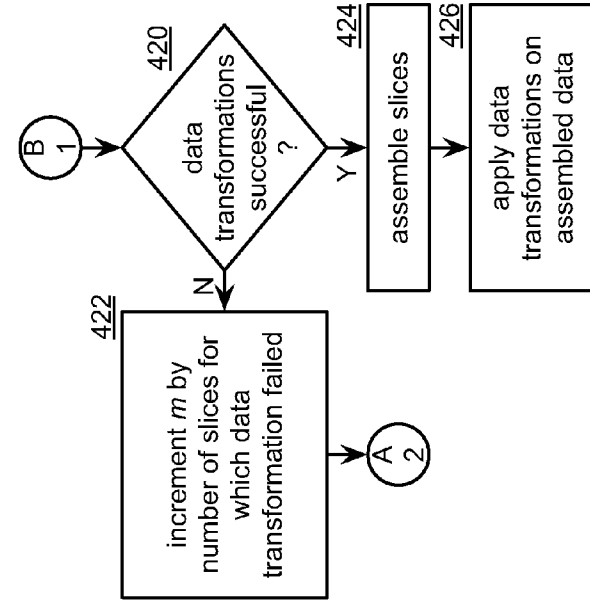 B
1
420
data
transformations
successful
?
N
Y
422
increment m by
number of slices for
which data
transformation failed
A
2
424
assemble slices
426
apply data
transformations on
assembled data